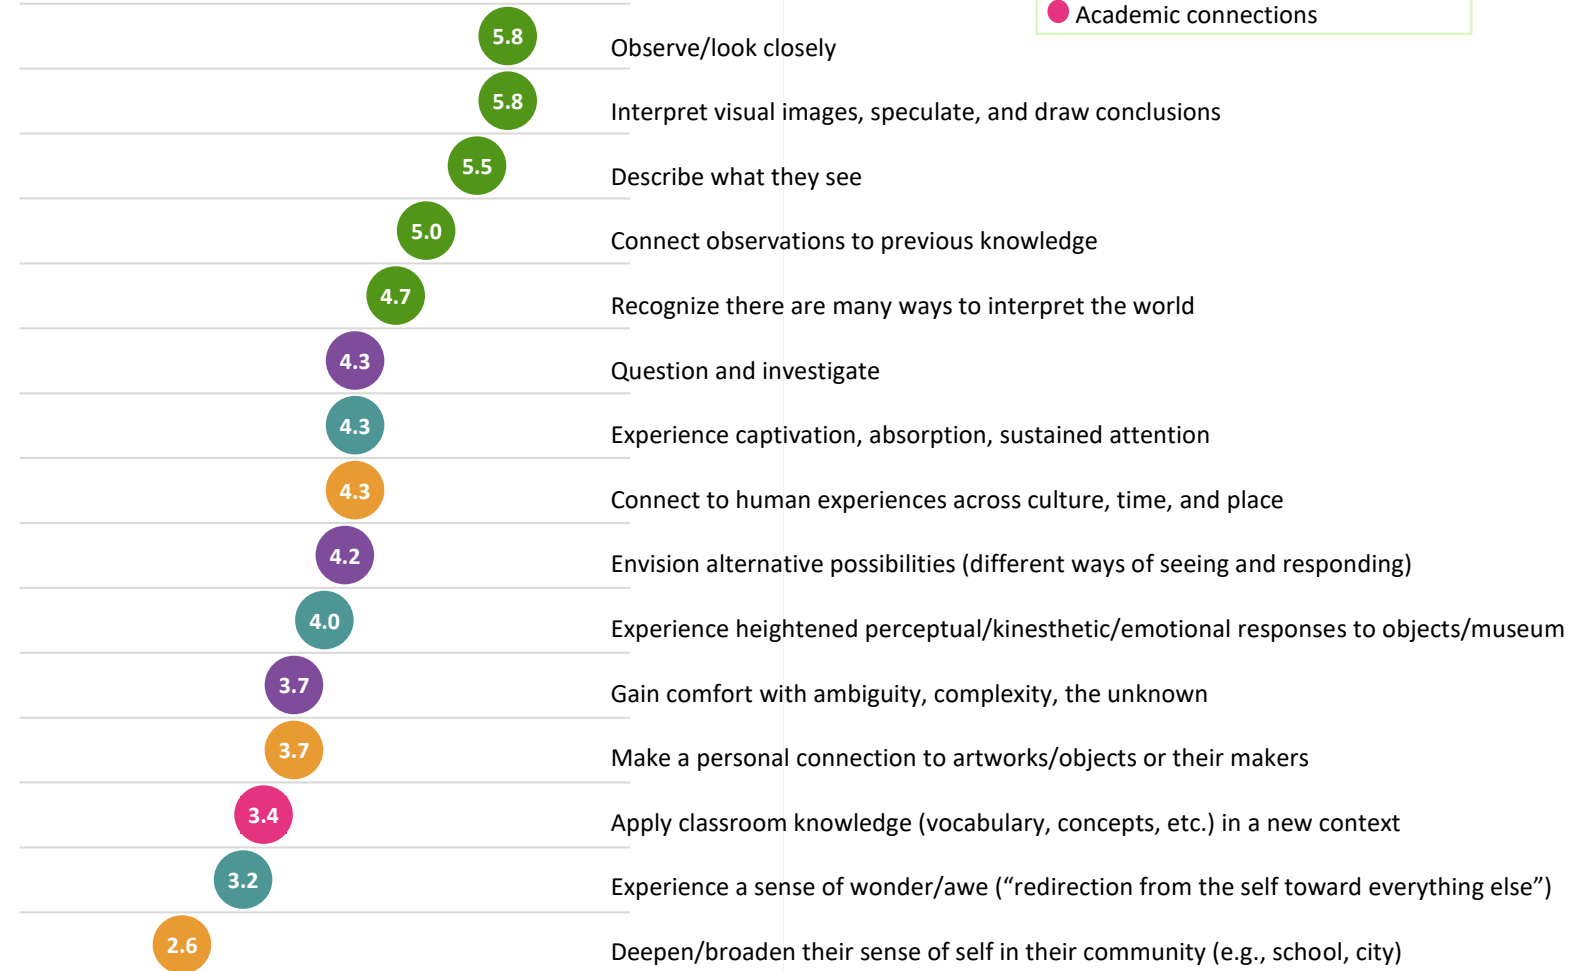 Academic connections
5.8 Observe/look closely
5.8 Interpret visual images, speculate, and draw conclusions
5.5 Describe what they see
5.0 Connect observations to previous knowledge
4.7 Recognize there are many ways to interpret the world
4.3 Question and investigate
4.3 Experience captivation, absorption, sustained attention
4.3 Connect to human experiences across culture, time, and place
4.2 Envision alternative possibilities (different ways of seeing and responding)
4.0 Experience heightened perceptual/kinesthetic/emotional responses to objects/museum
3.7 Gain comfort with ambiguity, complexity, the unknown
3.7 Make a personal connection to artworks/objects or their makers
3.4 Apply classroom knowledge (vocabulary, concepts, etc.) in a new context
3.2 Experience a sense of wonder/awe (“redirection from the self toward everything else”)
2.6 Deepen/broaden their sense of self in their community (e.g., school, city)